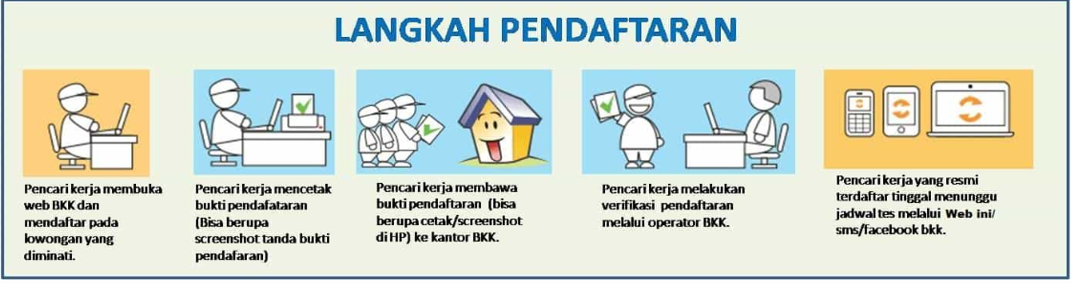 LANGKAH PENDAFTARAN
Pencari kerja membuka
web BKK dan
mendaftar pada
lowongan yang
diminati.
Pencari kerja mencetak
bukti pendafataran
(Bisa berupa
screenshot tanda bukti
pendafaran)
Pencari kerja membawa
bukti pendaftaran (bisa
berupa cetak/screenshot
di HP) ke kantor BKK.
Pencari kerja melakukan
verifikasi pendaftaran
melalui operator BKK.
Pencari kerja yang resmi
terdaftar tinggal menunggu
jadwal tes melalui Web ini/
sms/facebook bkk.